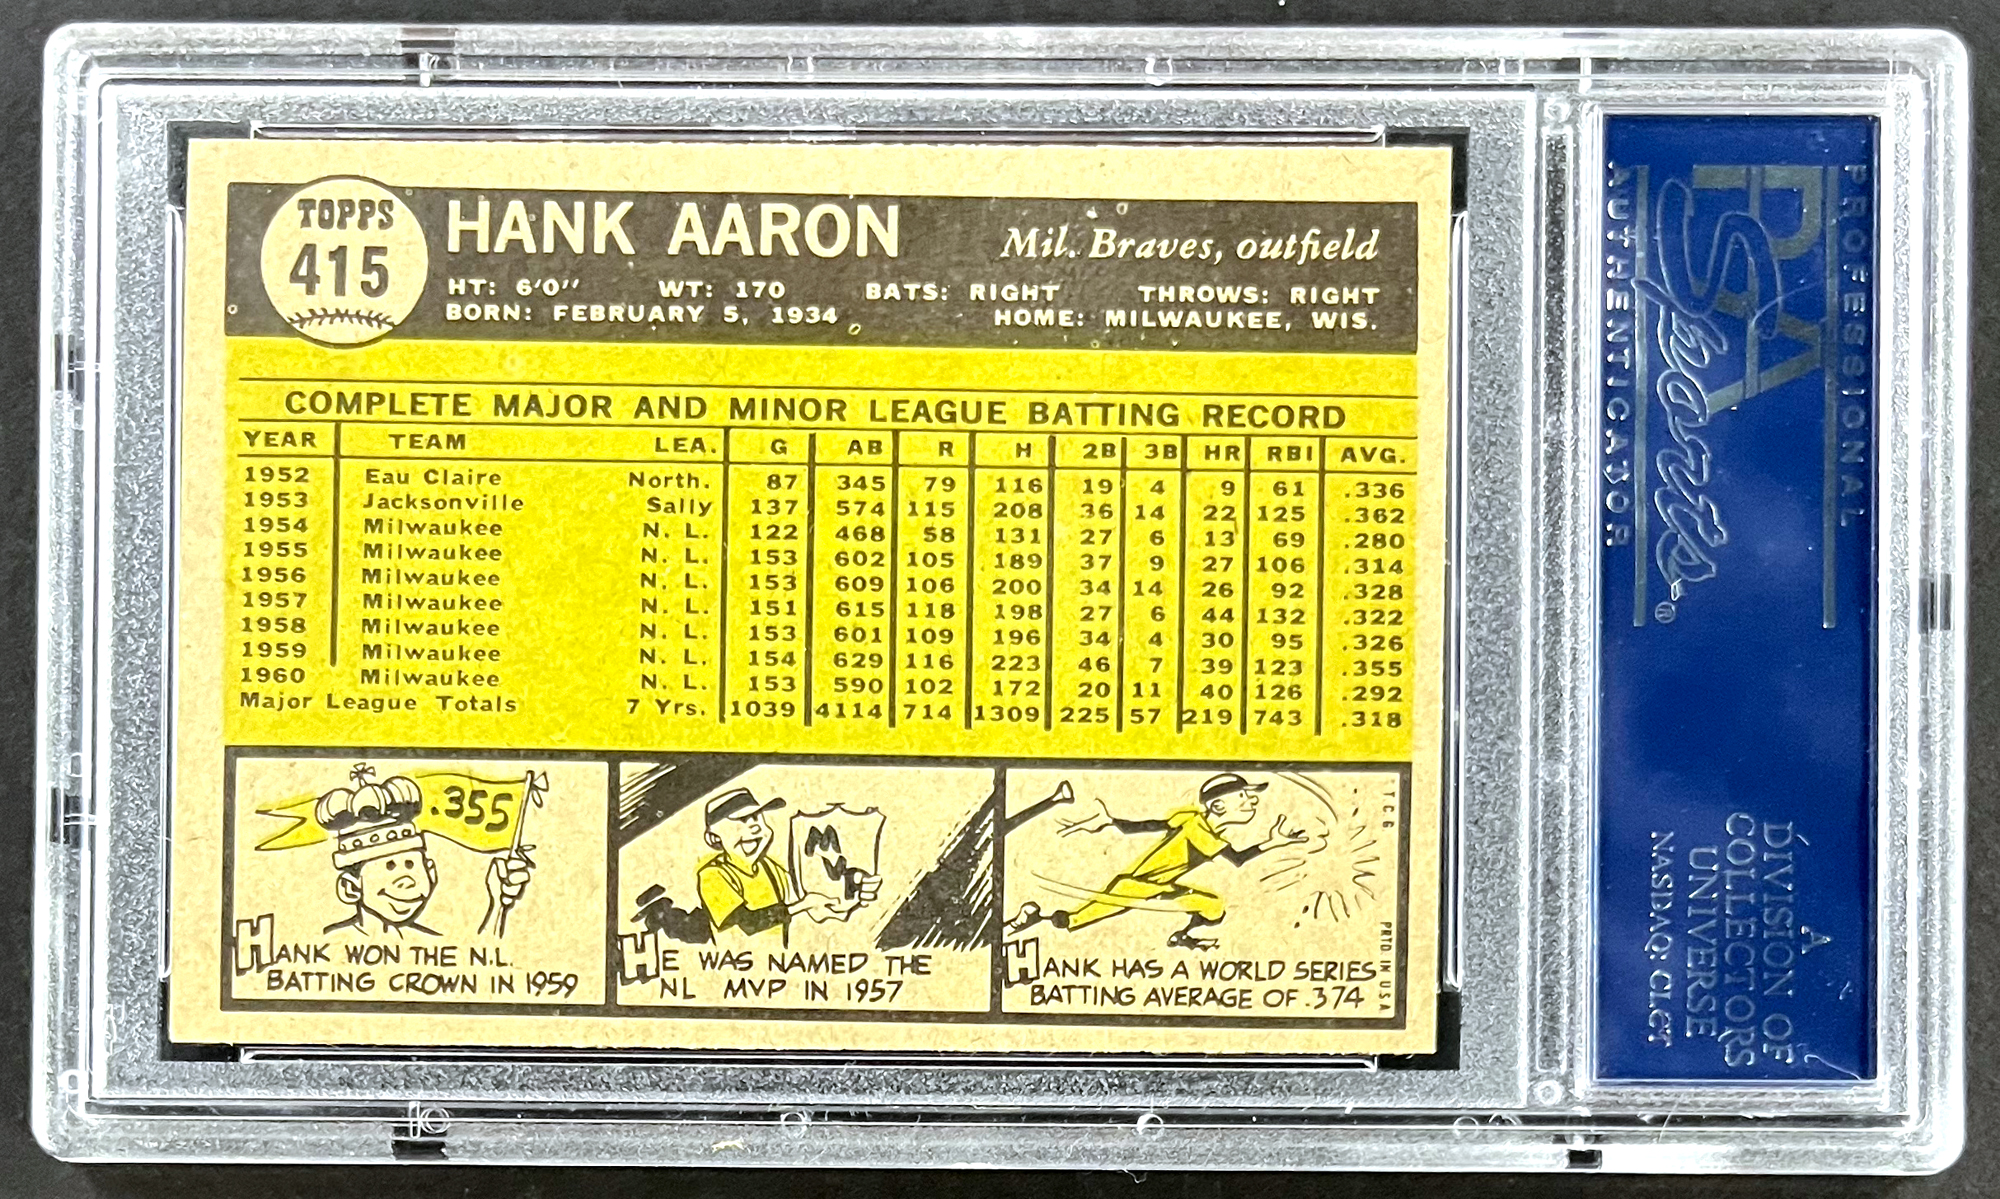 TOPPS
415
HANK AARON
Mil. Braves, outfield
HT: 6'0" WT: 170 BATS: RIGHT THROWS: RIGHT
BORN: FEBRUARY 5, 1934 HOME: MILWAUKEE, WIS.
COMPLETE MAJOR AND MINOR LEAGUE BATTING RECORD
YEAR TEAM LEA. G AB R H 2B 3B HR RBI AVG.
1952 Eau Claire North. 87 345 79 116 19 4 9 61 .336
1953 Jacksonville Sally 137 574 115 208 36 14 22 125 .362
1954 Milwaukee N. L. 122 468 58 131 27 6 13 69 .280
1955 Milwaukee N. L. 153 602 105 189 37 9 27 106 .314
1956 Milwaukee N. L. 153 609 106 200 34 14 26 92 .328
1957 Milwaukee N. L. 151 615 118 198 27 6 44 132 .322
1958 Milwaukee N. L. 153 601 109 196 34 4 30 95 .326
1959 Milwaukee N. L. 154 629 116 223 46 7 39 123 .355
1960 Milwaukee N. L. 153 590 102 172 20 11 40 126 .292
Major League Totals 7 Yrs. 1039 4114 714 1309 225 57 219 743 .318
.355
HANK WON THE N.L.
BATTING CROWN IN 1959
MV
HE WAS NAMED THE
NL MVP IN 1957
HANK HAS A WORLD SERIES
BATTING AVERAGE OF .374
T.C.G.
PRTD IN USA
PROFESSIONAL
PSA
Sports
AUTHENTICATOR
®
A
DIVISION OF
COLLECTORS
UNIVERSE
NASDAQ: CLCT